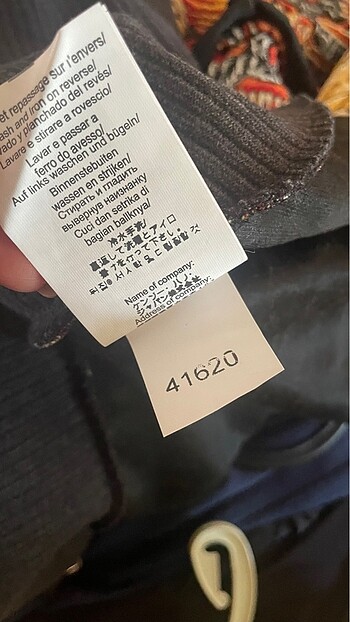 et repassage sur l'envers/
ash and iron on reverse/
vado y planchado del revés/
Lavare e stirare a rovescio/
Lavar a passar a
ferro do avesso/
Auf links waschen und bügeln/
Binnenstebuiten
wassen en strijken/
Стирать и гладить
вывернув наизнанку
Cuci dan setrika di
bagian baliknya/
Name of company:
Address of company:
41620